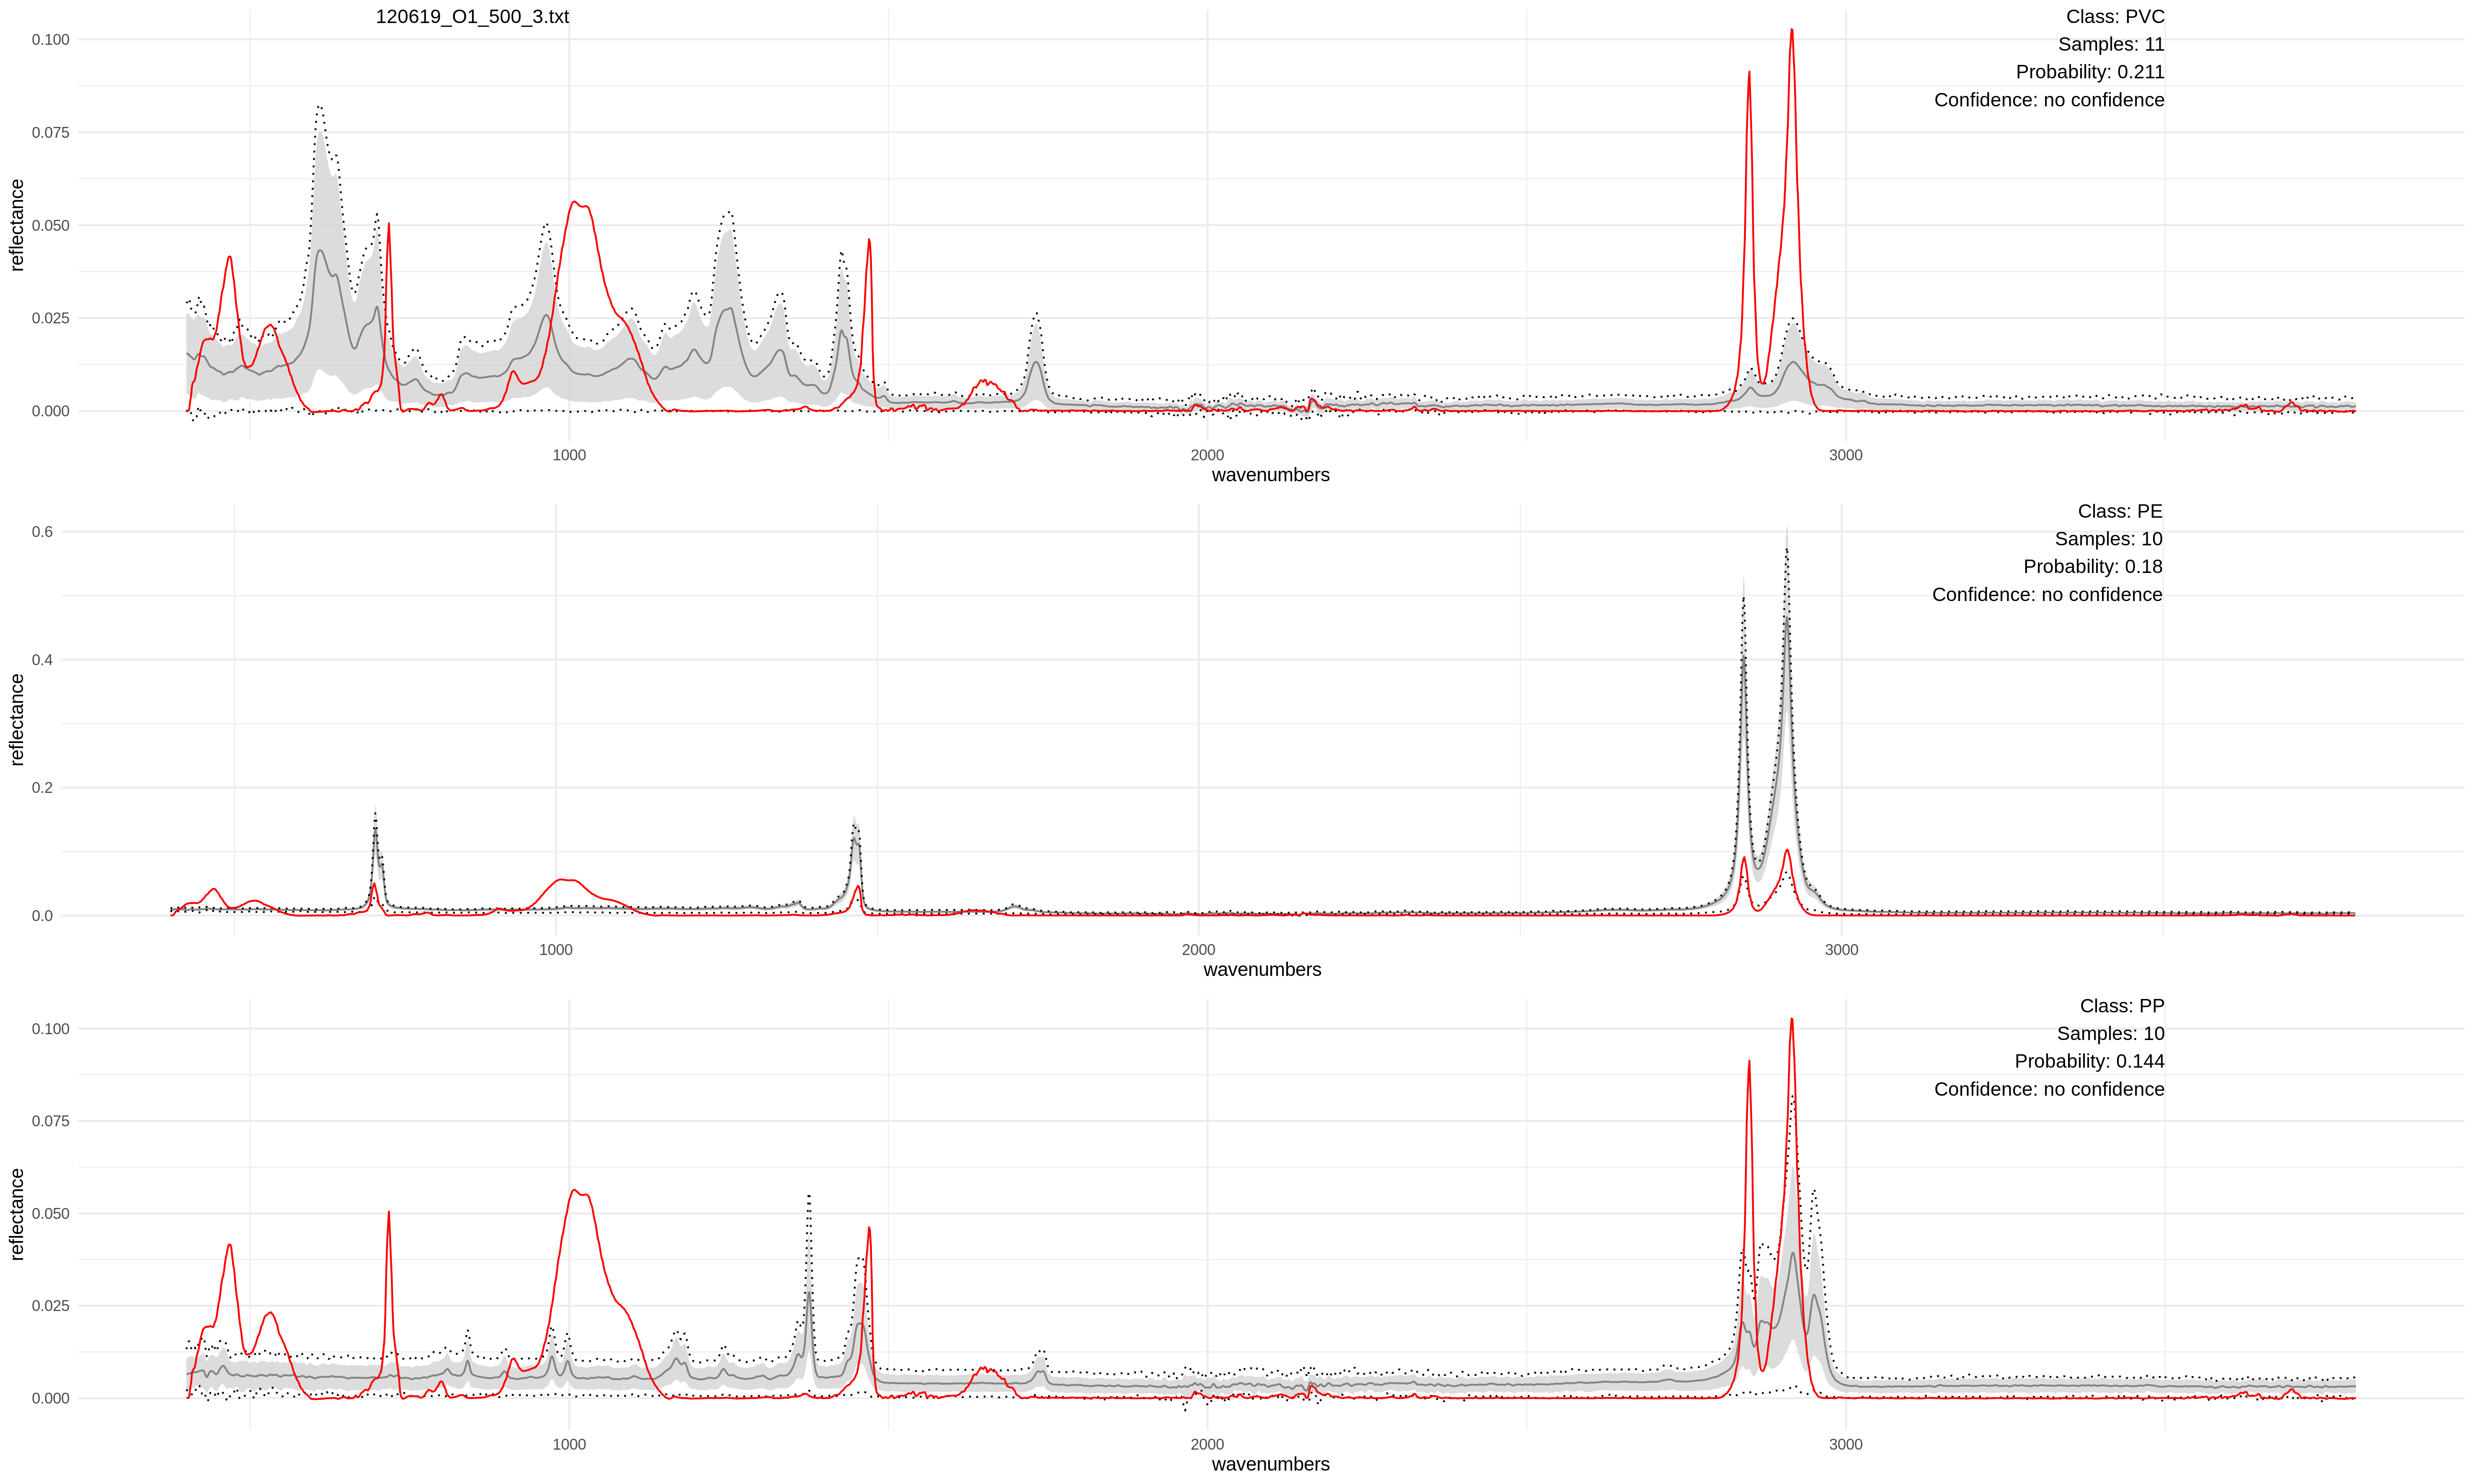 120619_O1_500_3.txt
Class: PVC
Samples: 11
Probability: 0.211
Confidence: no confidence
0.100
0.075
0.050
0.025
0.000
reflectance
1000
2000
3000
wavenumbers
Class: PE
Samples: 10
Probability: 0.18
Confidence: no confidence
0.6
0.4
0.2
0.0
reflectance
1000
2000
3000
wavenumbers
Class: PP
Samples: 10
Probability: 0.144
Confidence: no confidence
0.100
0.075
0.050
0.025
0.000
reflectance
1000
2000
3000
wavenumbers